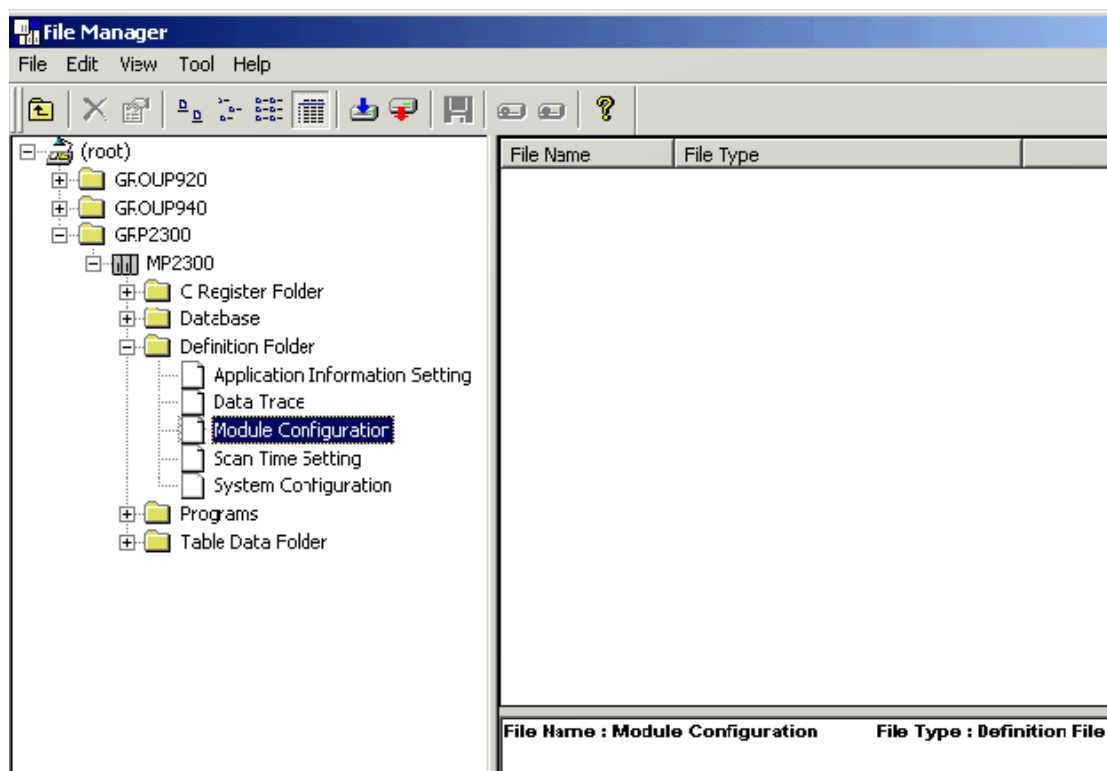 File Manager
File Edit View Tool Help
File Name File Type
(root)
GROUP920
GROUP940
GRP2300
MP2300
C Register Folder
Database
Definition Folder
Application Information Setting
Data Trace
Module Configuration
Scan Time Setting
System Configuration
Programs
Table Data Folder
File Name : Module Configuration File Type : Definition File